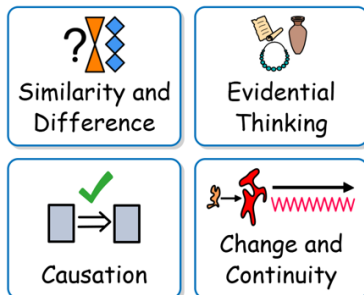 ?
Similarity and
Difference
Evidential
Thinking
Causation
Change and
Continuity